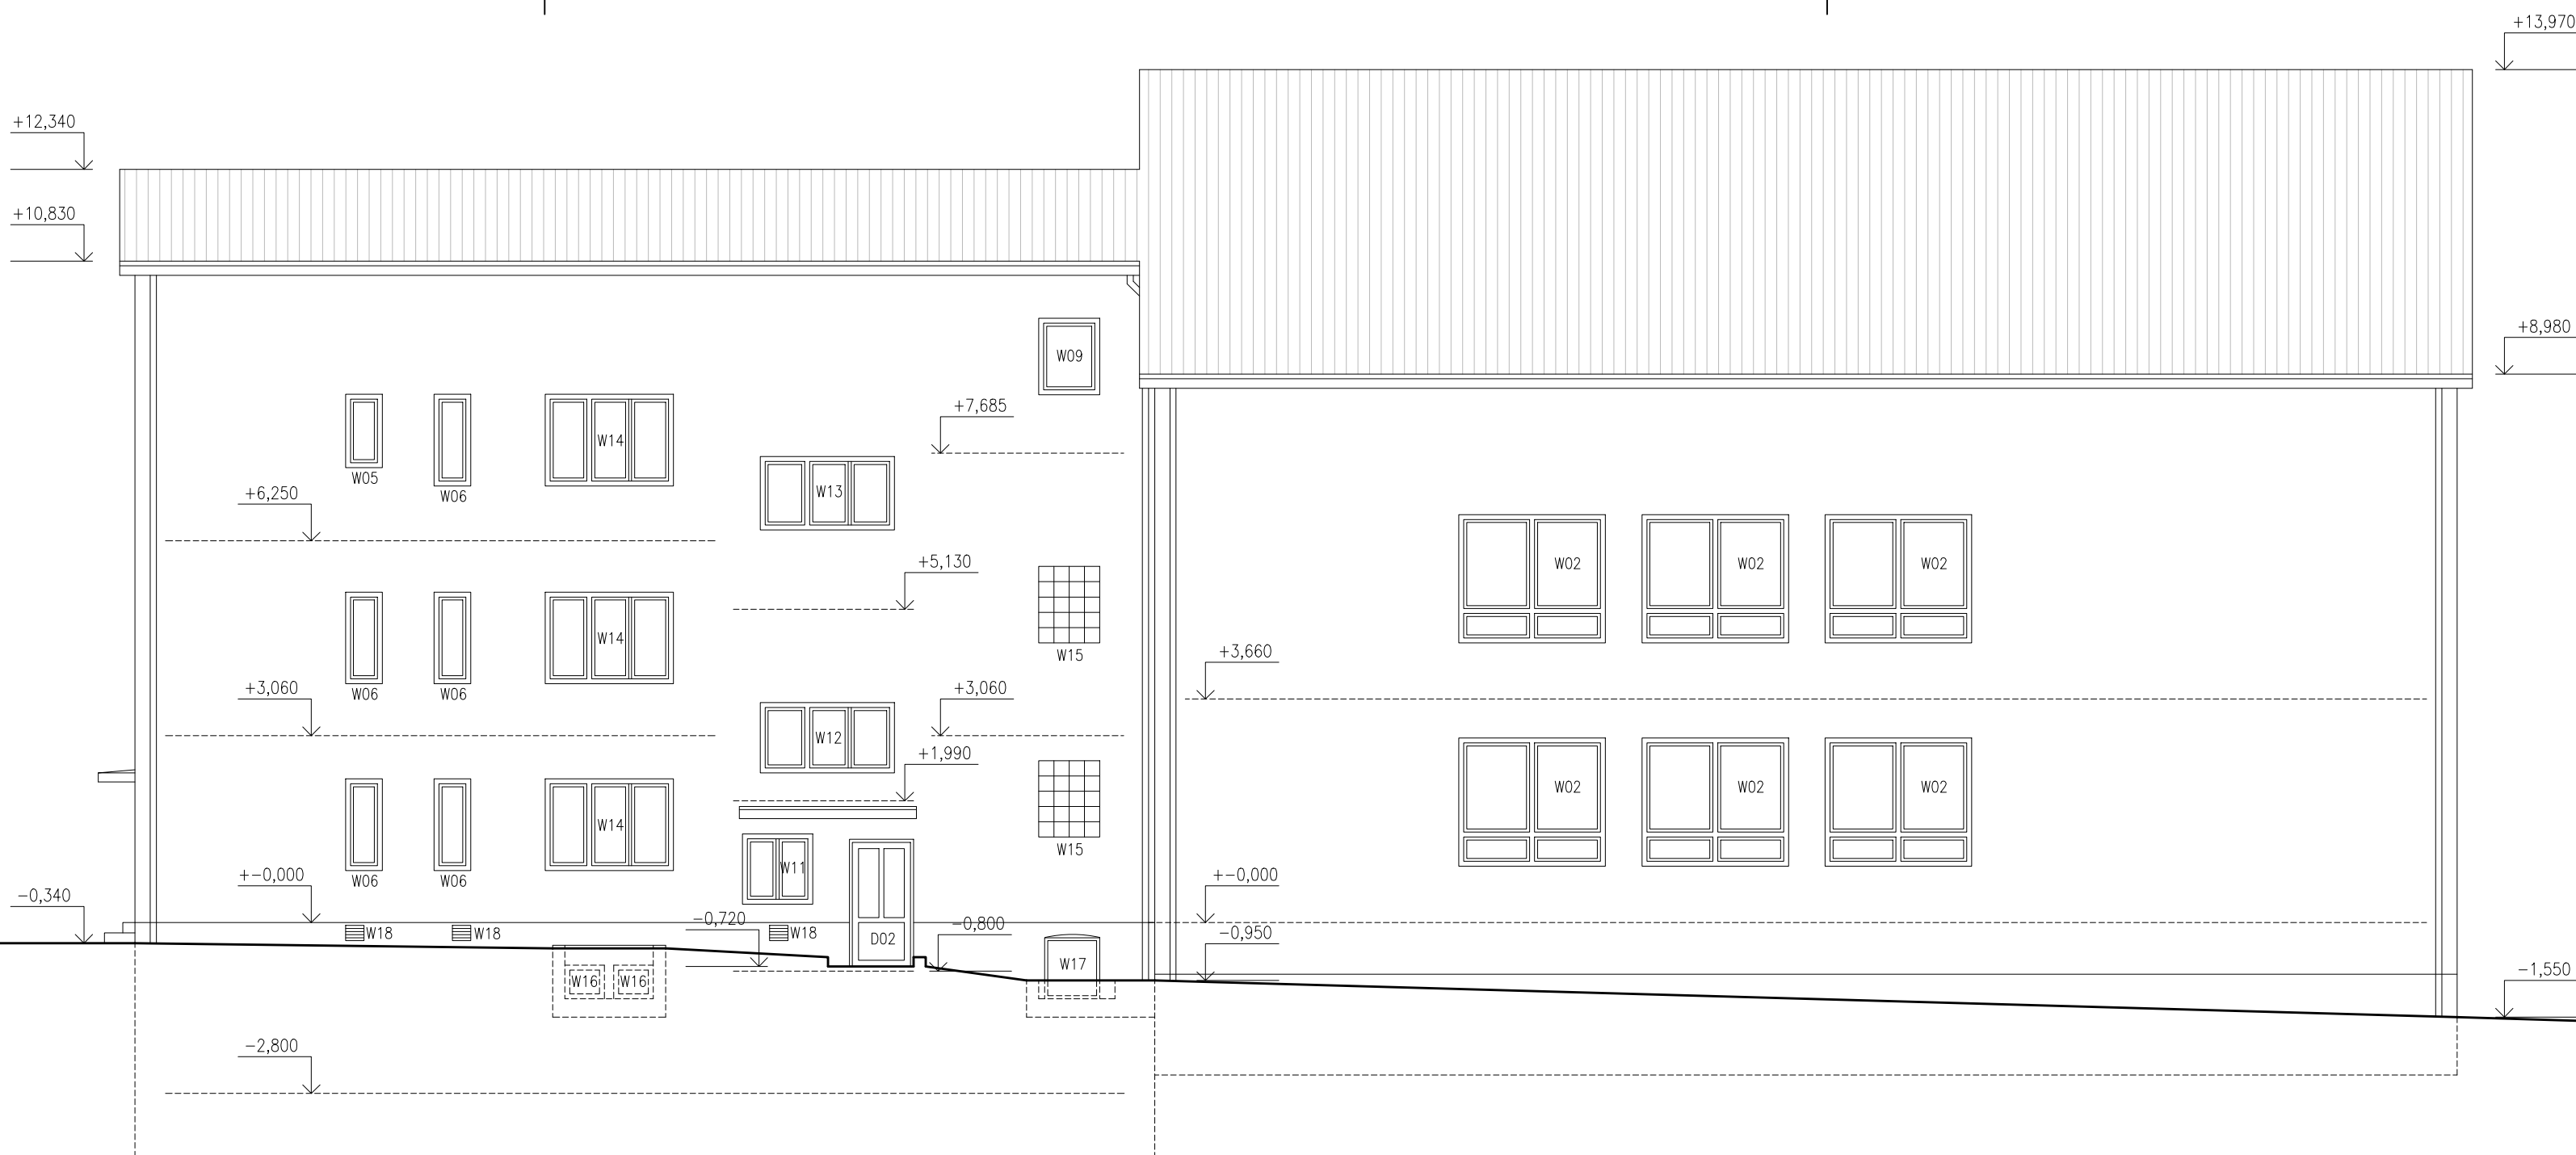 +13,970
+12,340
+10,830
+8,980
W09
+7,685
W14
W05
W06
+6,250
W13
+5,130
W02 W02 W02
W14
W15
+3,660
W06 W06
+3,060
+3,060
W12
+1,990
W02 W02 W02
W14
W15
W11
+-0,000
W06 W06
+-0,000
-0,340
-0,720
-0,800
W18 W18 W18
-0,950
D02
W17
-1,550
W16 W16
-2,800